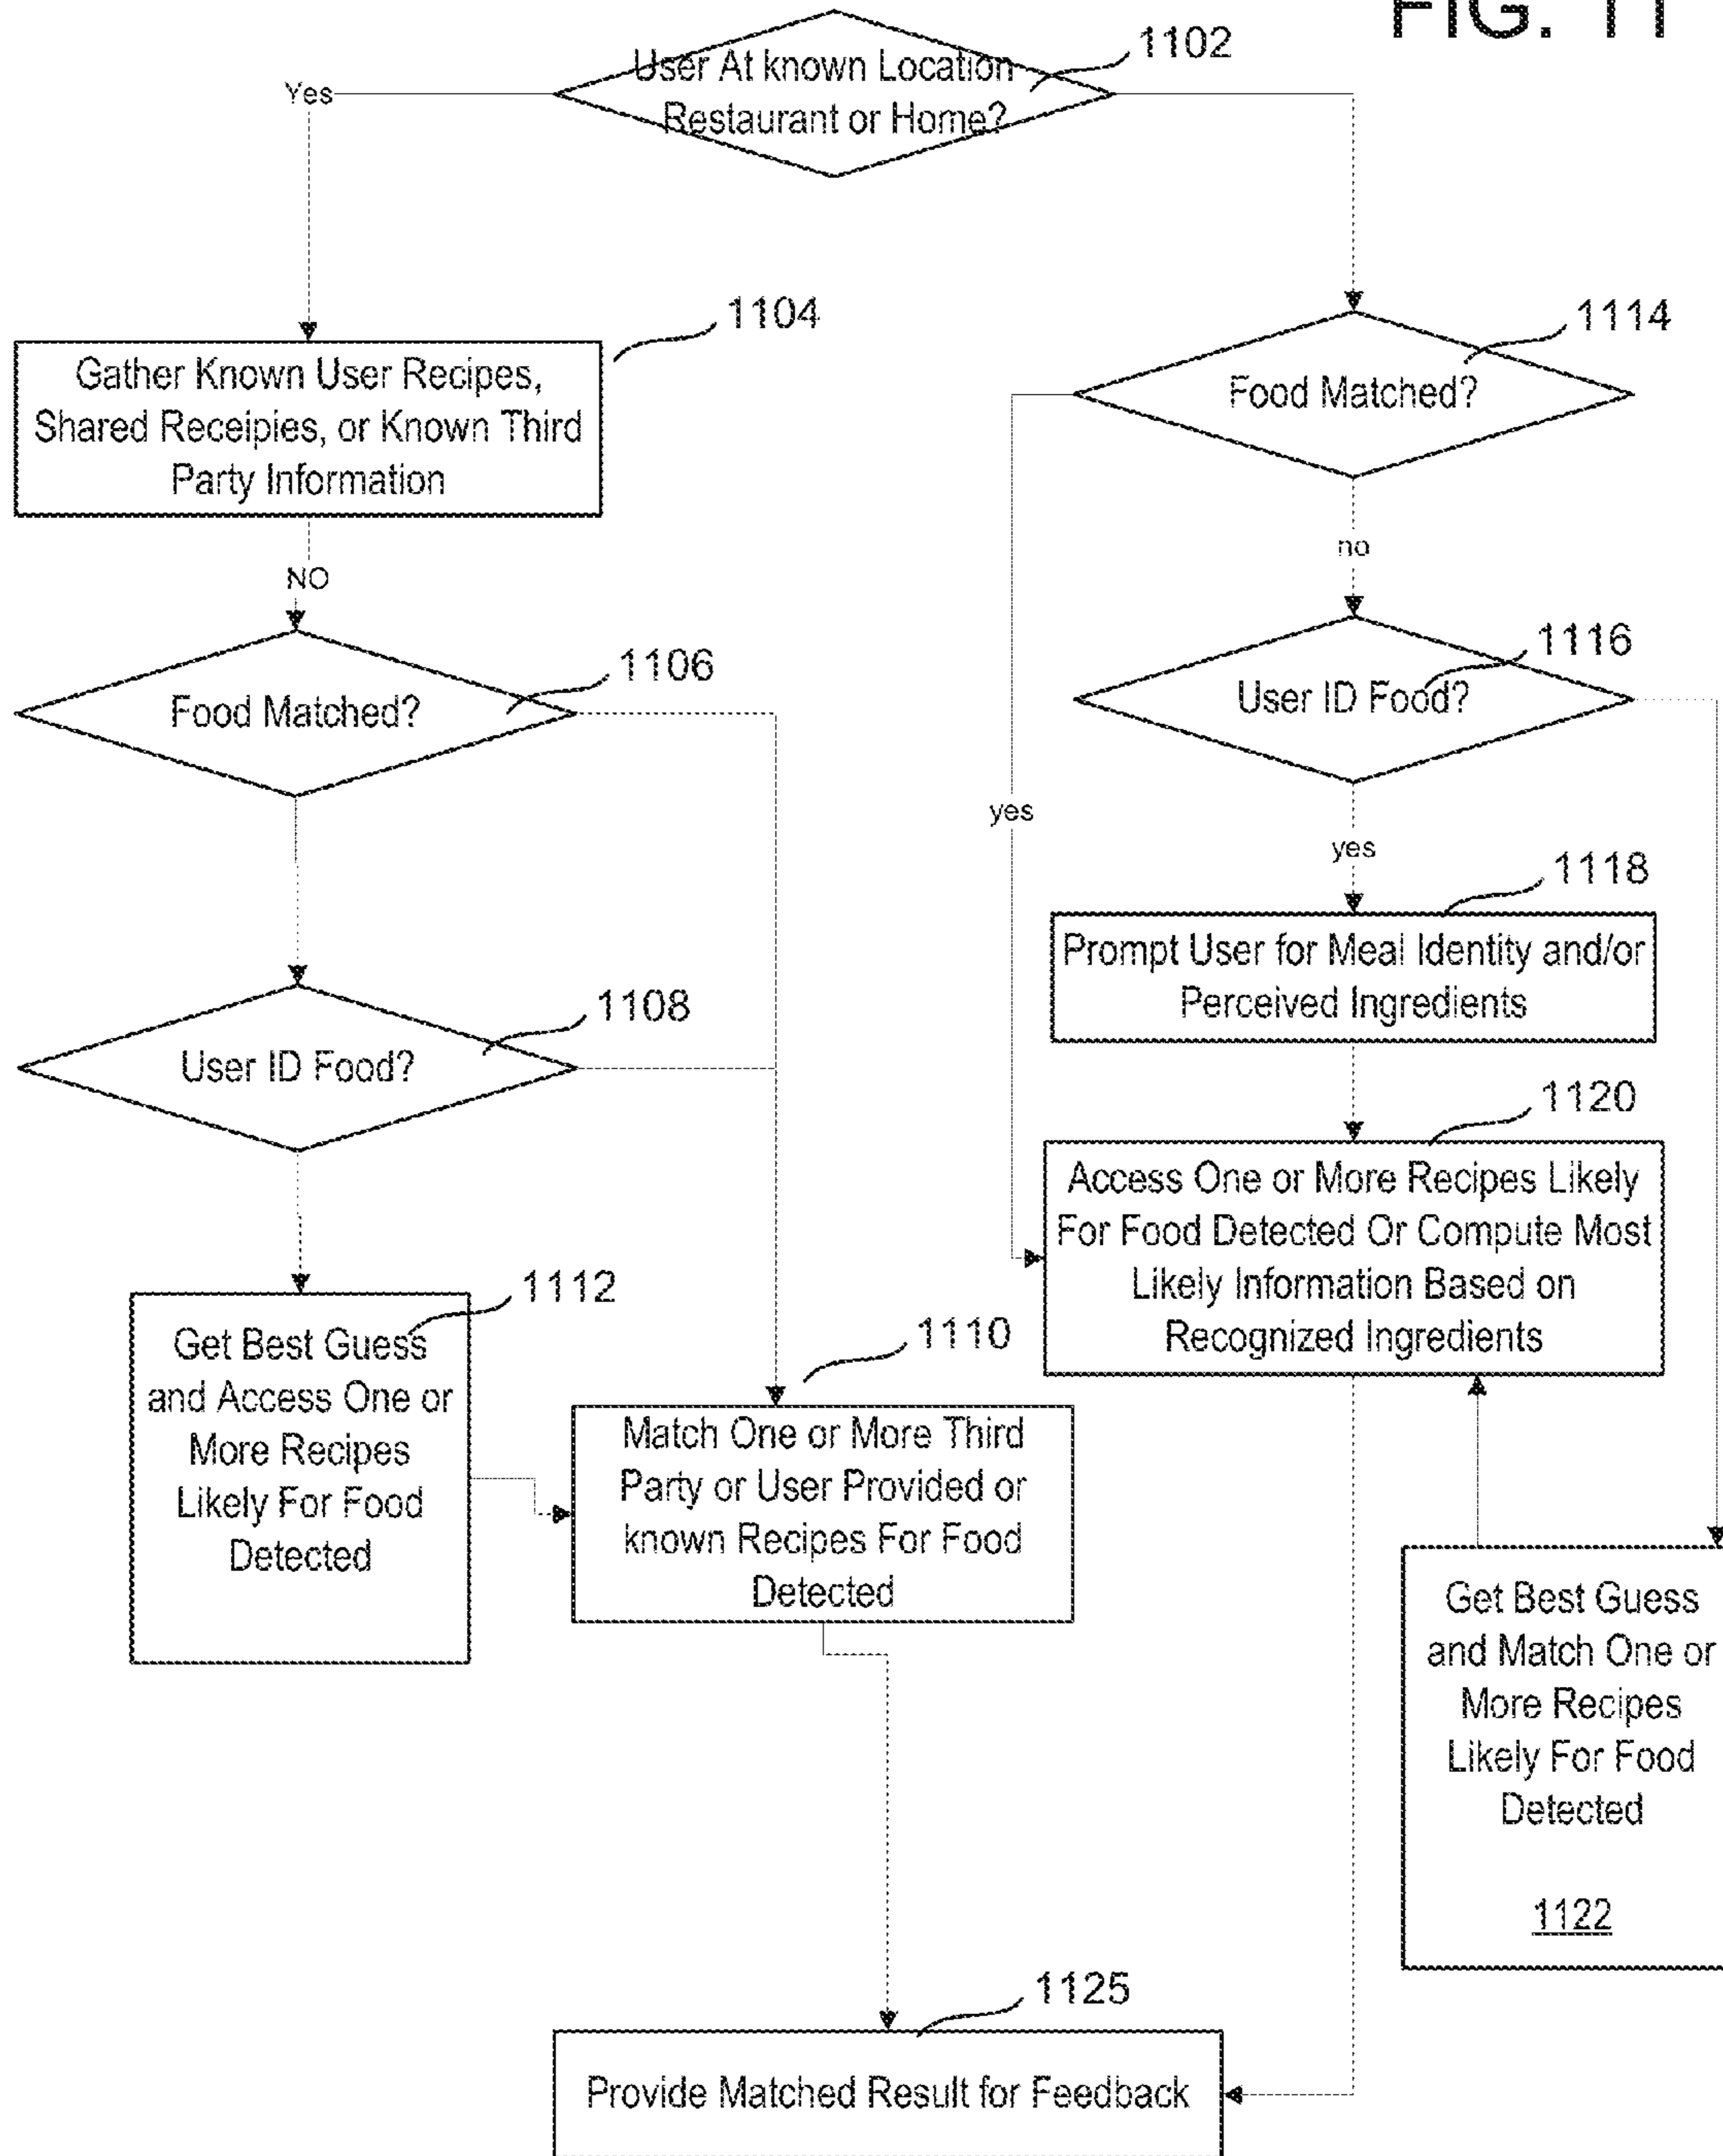 FIG. 11
1102
User At known Location
Restaurant or Home?
Yes
1104
Gather Known User Recipes,
Shared Receipies, or Known Third
Party Information
1114
Food Matched?
no
NO
1106
Food Matched?
1116
User ID Food?
yes
yes
1118
Prompt User for Meal Identity and/or
Perceived Ingredients
1108
User ID Food?
1120
Access One or More Recipes Likely
For Food Detected Or Compute Most
Likely Information Based on
Recognized Ingredients
1112
Get Best Guess
and Access One or
More Recipes
Likely For Food
Detected
1110
Match One or More Third
Party or User Provided or
known Recipes For Food
Detected
Get Best Guess
and Match One or
More Recipes
Likely For Food
Detected
1122
1125
Provide Matched Result for Feedback